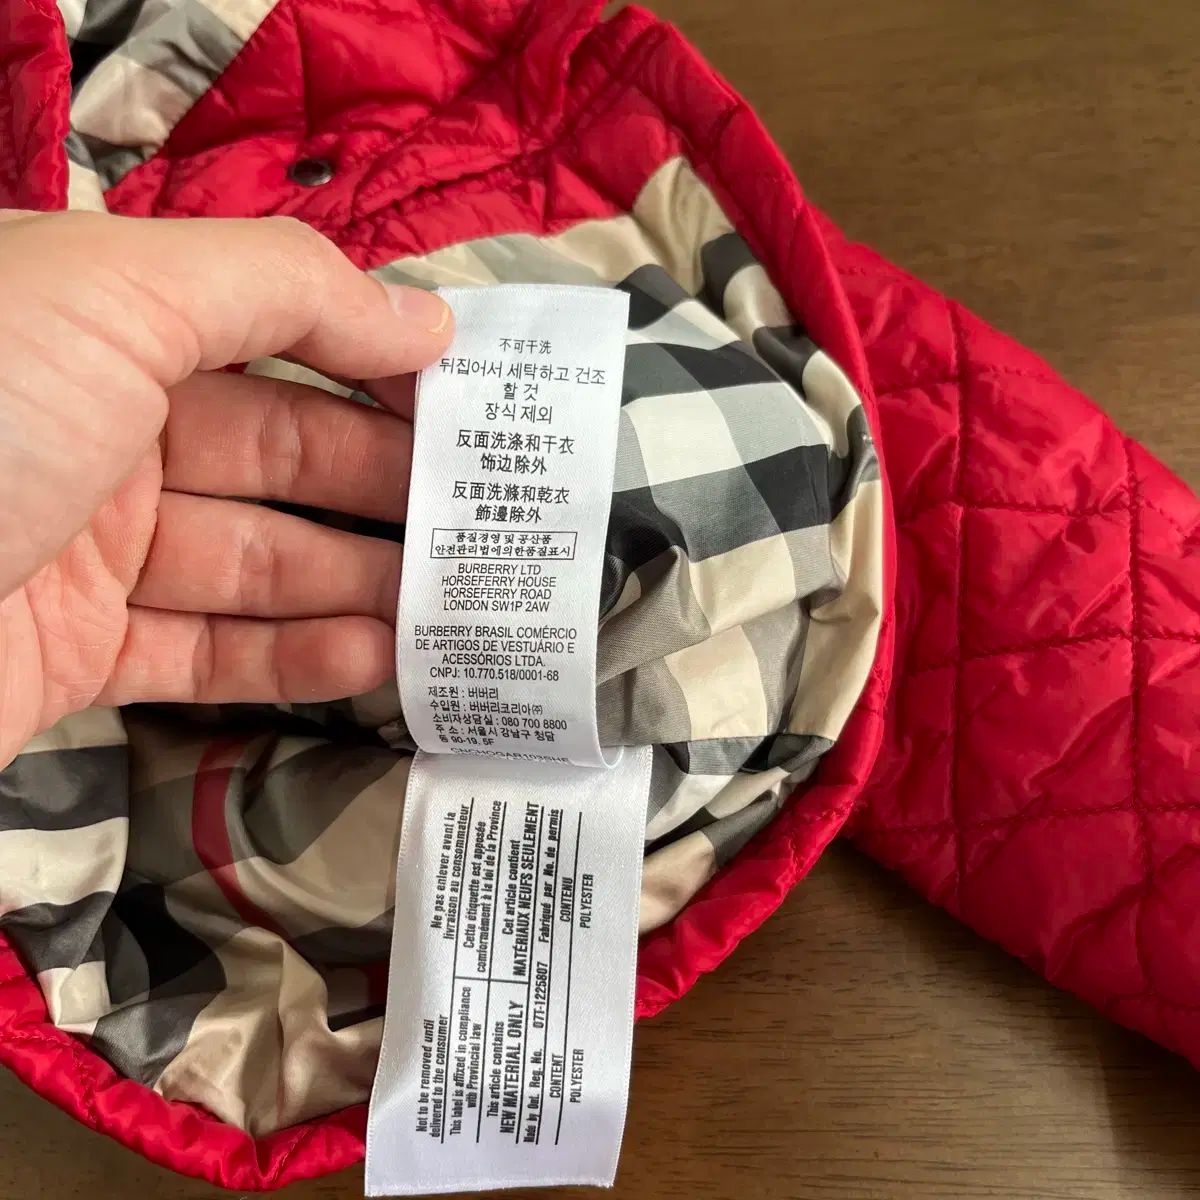 不可干洗
뒤집어서 세탁하고 건조
할 것
장식 제외
反面洗涤和干衣
饰边除外
反面洗滌和乾衣
飾邊除外
품질경영 및 공산품
안전관리법에의한품질표시
BURBERRY LTD
HORSEFERRY HOUSE
HORSEFERRY ROAD
LONDON SW1P 2AW
BURBERRY BRASIL COMÉRCIO
DE ARTIGOS DE VESTUÁRIO E
ACESSÓRIOS LTDA.
CNPJ: 10.770.518/0001-68
제조원 : 버버리
수입원 : 버버리코리아㈜
소비자상담실 : 080 700 8800
주 소 : 서울시 강남구 청담
동 90-19, 5F
CNCHOGAR103SHE
Not to be removed until
delivered to the consumer
This label is affixed in compliance
with Provincial law
This article contains
NEW MATERIAL ONLY
Made by Ont. Reg. No. 07T-1225807
CONTENT
POLYESTER
Ne pas enlever avant la
livraison au consommateur
Cette étiquette est apposée
conformément à la loi de la Province
Cet article contient
MATÉRIAUX NEUFS SEULEMENT
Fabriqué par No. de permis
CONTENU
POLYESTER